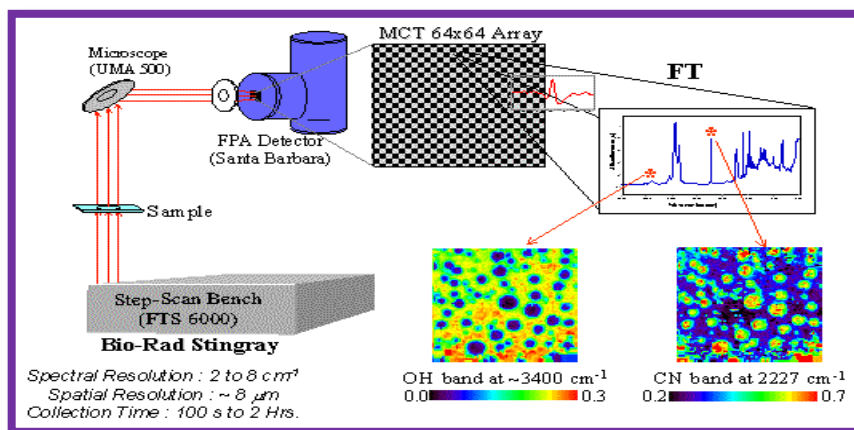 MCT 64x64 Array
Microscope
(UMA 500)
FT
FPA Detector
(Santa Barbara)
Sample
Step-Scan Bench
(FTS 6000)
Bio-Rad Stingray
Spectral Resolution : 2 to 8 cm-1
Spatial Resolution : ~ 8 μm
Collection Time : 100 s to 2 Hrs.
OH band at ~3400 cm-1
0.0 0.3
CN band at 2227 cm-1
0.2 0.7